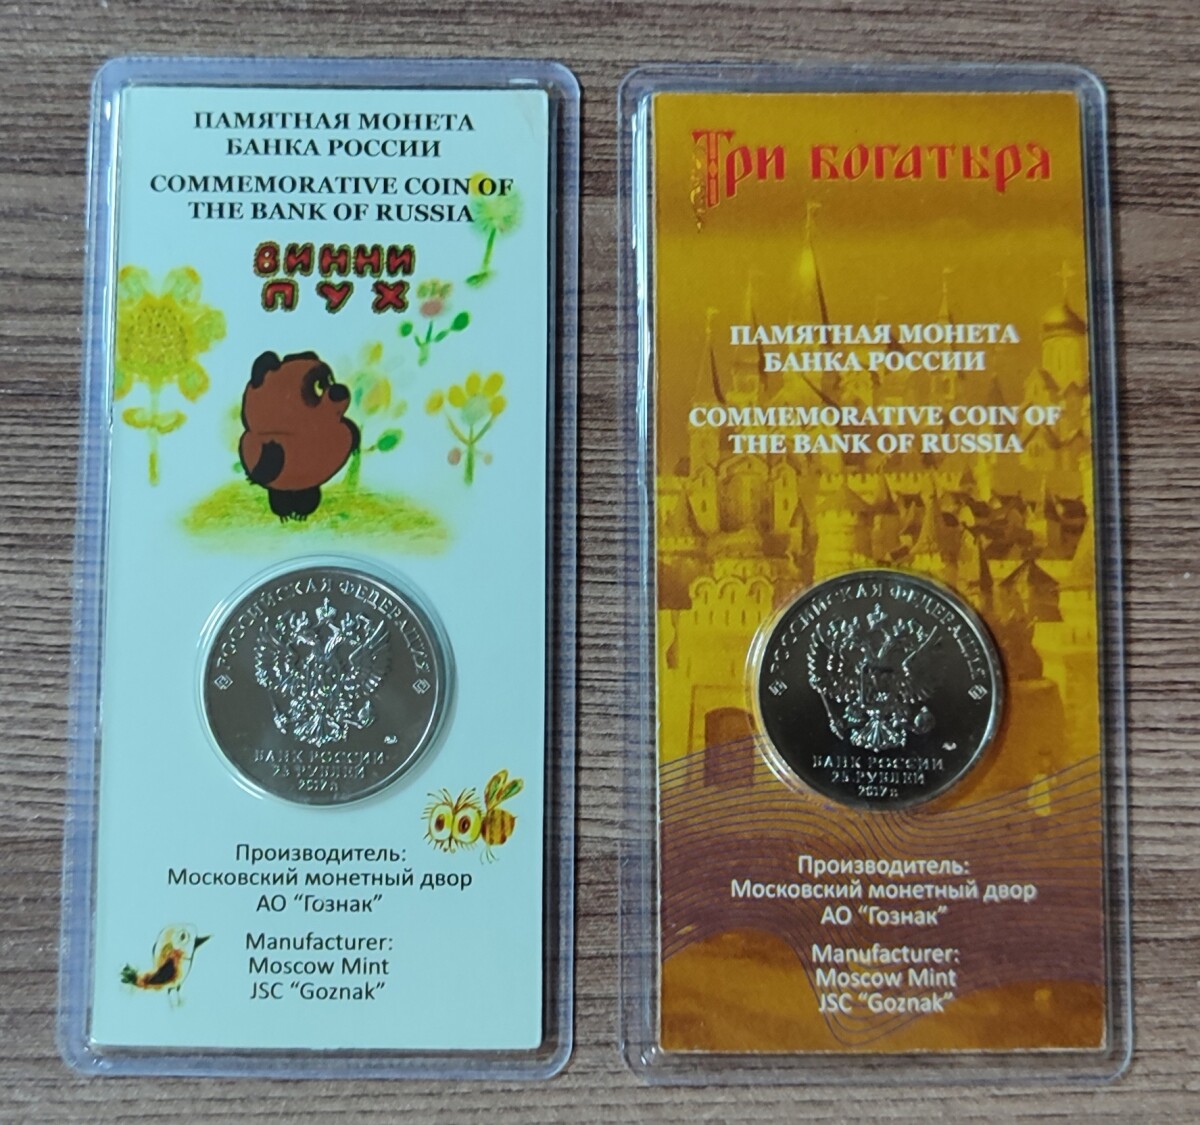 ПАМЯТНАЯ МОНЕТА
БАНКА РОССИИ
COMMEMORATIVE COIN OF
THE BANK OF RUSSIA
ВИННИ
ПУХ
РОССИЙСКАЯ ФЕДЕРАЦИЯ
БАНК РОССИИ
25 РУБЛЕЙ
2017 г.
Производитель:
Московский монетный двор
АО “Гознак”
Manufacturer:
Moscow Mint
JSC “Goznak”
Три богатыря
ПАМЯТНАЯ МОНЕТА
БАНКА РОССИИ
COMMEMORATIVE COIN OF
THE BANK OF RUSSIA
РОССИЙСКАЯ ФЕДЕРАЦИЯ
БАНК РОССИИ
25 РУБЛЕЙ
2017 г.
Производитель:
Московский монетный двор
АО “Гознак”
Manufacturer:
Moscow Mint
JSC “Goznak”